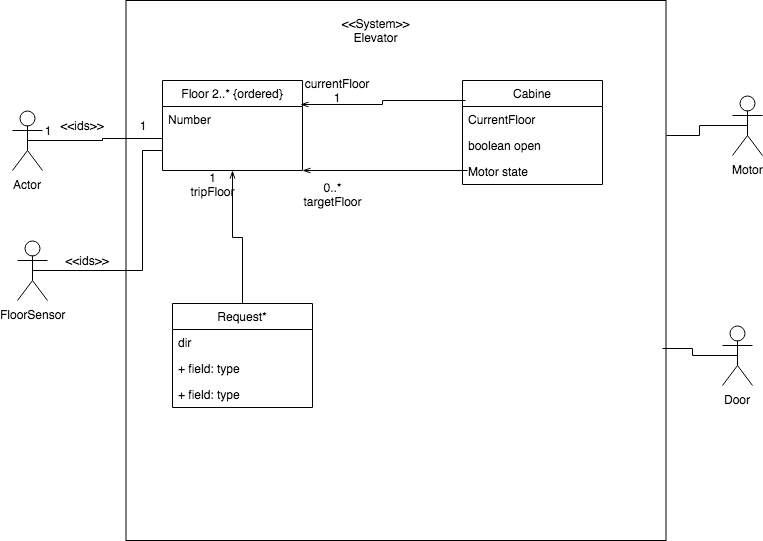 <<System>>
Elevator
Floor 2..* {ordered}
Number
currentFloor
1
Cabine
CurrentFloor
boolean open
Motor state
1
<<ids>>
1
Actor
Motor
1
tripFloor
0..*
targetFloor
<<ids>>
FloorSensor
Request*
dir
+ field: type
+ field: type
Door